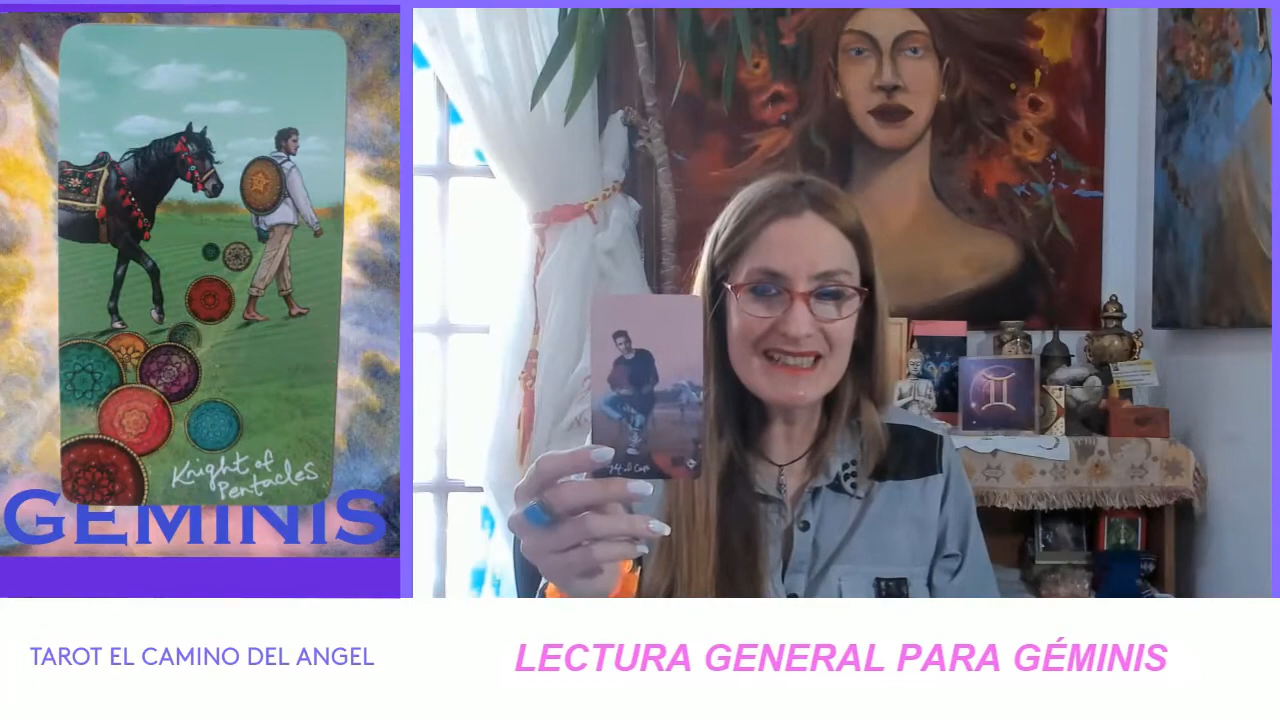 Knight of
Pentacles
GEMINIS
TAROT EL CAMINO DEL ANGEL
LECTURA GENERAL PARA GÉMINIS